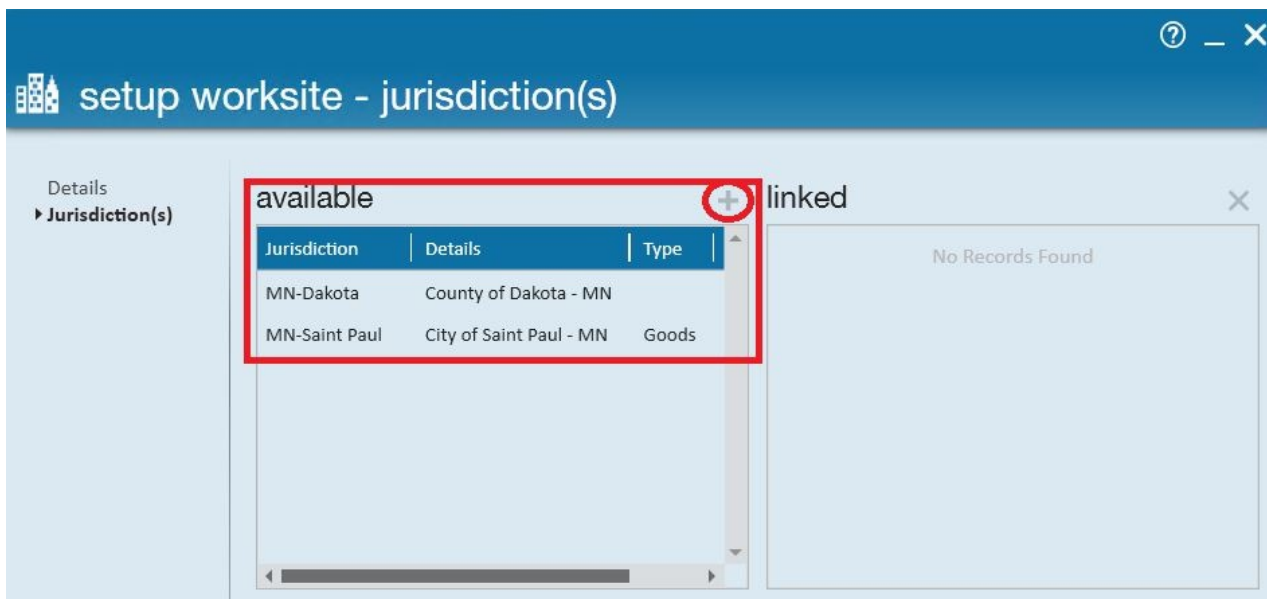 setup worksite - jurisdiction(s)
Details
Jurisdiction(s)
available
Jurisdiction Details Type
MN-Dakota County of Dakota - MN
MN-Saint Paul City of Saint Paul - MN Goods
linked
No Records Found